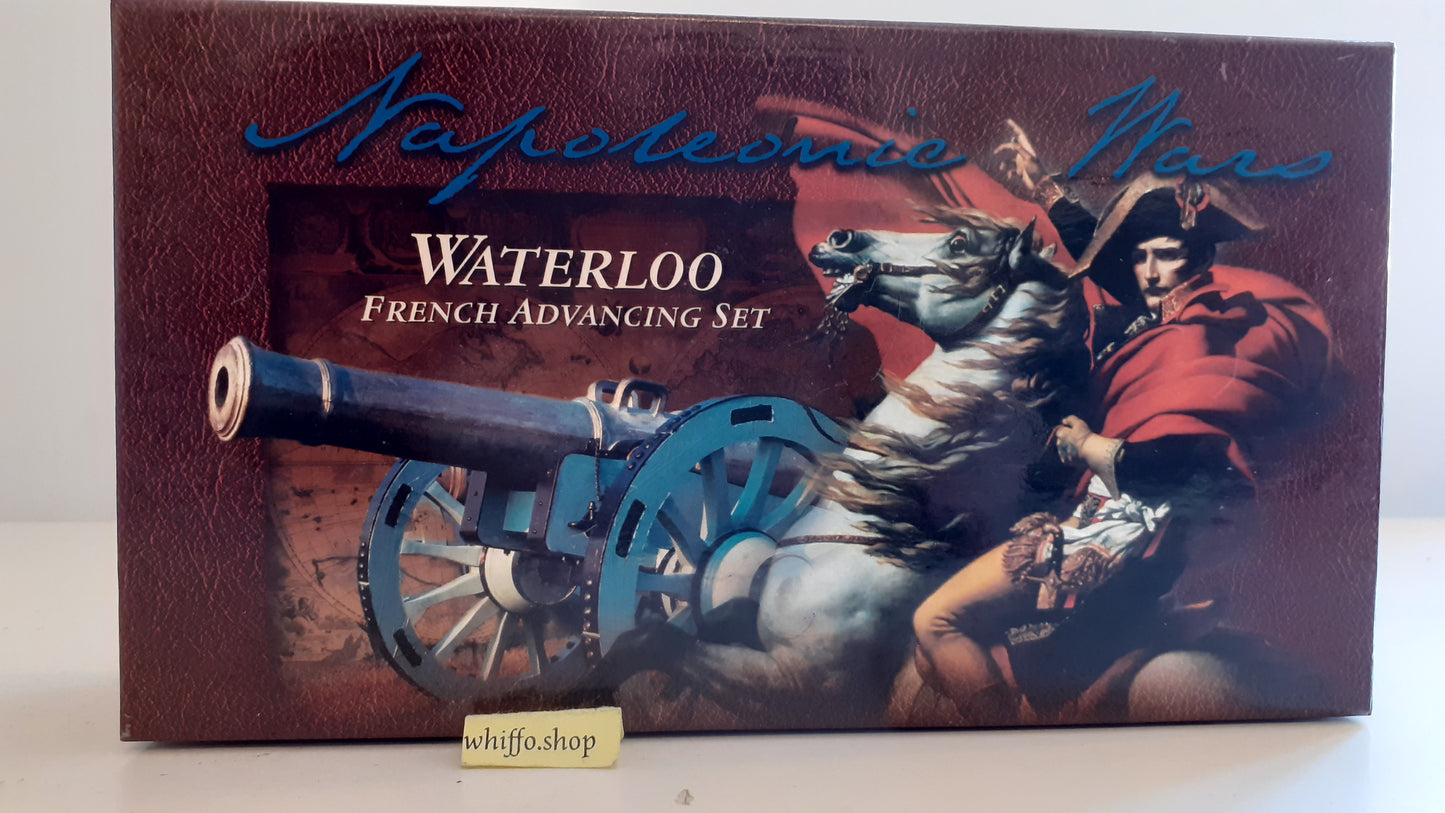 Napoleonic Wars
WATERLOO
FRENCH ADVANCING SET
whiffo.shop